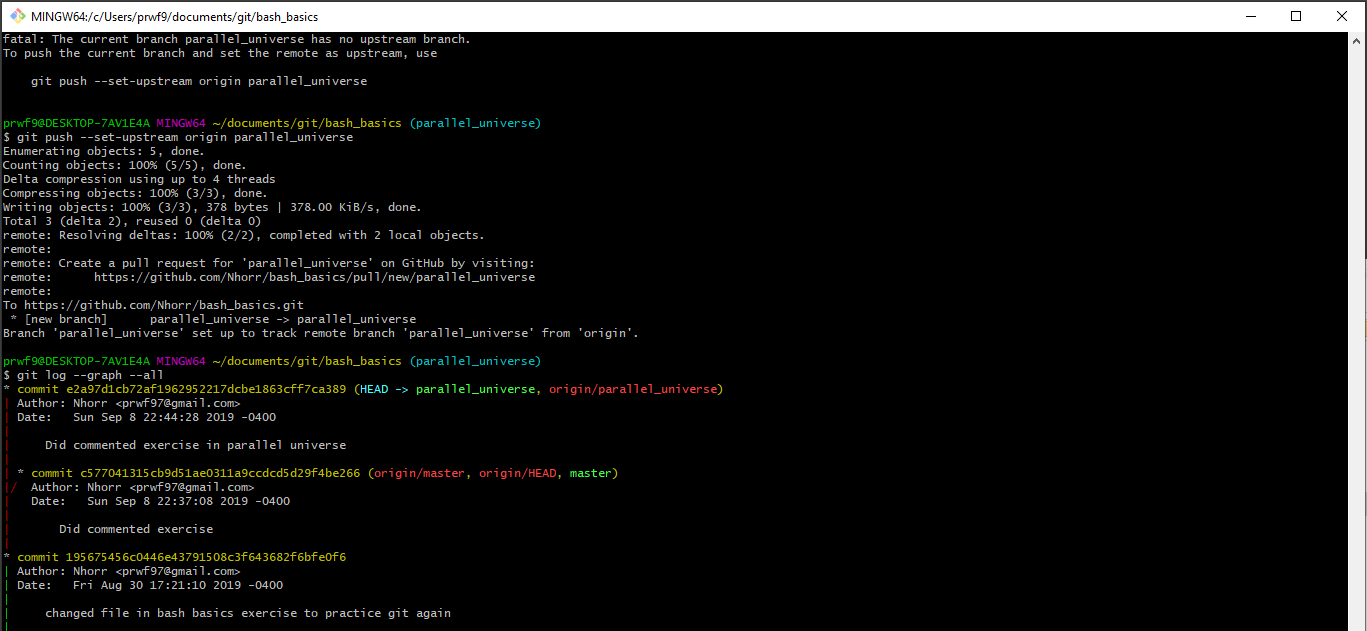 MINGW64:/c/Users/prwf9/documents/git/bash_basics
fatal: The current branch parallel_universe has no upstream branch.
To push the current branch and set the remote as upstream, use
git push --set-upstream origin parallel_universe
prwf9@DESKTOP-7AV1E4A MINGW64 ~/documents/git/bash_basics (parallel_universe)
$ git push --set-upstream origin parallel_universe
Enumerating objects: 5, done.
Counting objects: 100% (5/5), done.
Delta compression using up to 4 threads
Compressing objects: 100% (3/3), done.
Writing objects: 100% (3/3), 378 bytes | 378.00 KiB/s, done.
Total 3 (delta 2), reused 0 (delta 0)
remote: Resolving deltas: 100% (2/2), completed with 2 local objects.
remote:
remote: Create a pull request for 'parallel_universe' on GitHub by visiting:
remote:      https://github.com/Nhorr/bash_basics/pull/new/parallel_universe
remote:
To https://github.com/Nhorr/bash_basics.git
 * [new branch]      parallel_universe -> parallel_universe
Branch 'parallel_universe' set up to track remote branch 'parallel_universe' from 'origin'.
prwf9@DESKTOP-7AV1E4A MINGW64 ~/documents/git/bash_basics (parallel_universe)
$ git log --graph --all
* commit e2a97d1cb72af1962952217dcbe1863cff7ca389 (HEAD -> parallel_universe, origin/parallel_universe)
| Author: Nhorr <prwf97@gmail.com>
| Date:   Sun Sep 8 22:44:28 2019 -0400
|
|     Did commented exercise in parallel universe
|
| * commit c577041315cb9d51ae0311a9ccdcd5d29f4be266 (origin/master, origin/HEAD, master)
|/  Author: Nhorr <prwf97@gmail.com>
|   Date:   Sun Sep 8 22:37:08 2019 -0400
|
|       Did commented exercise
|
* commit 195675456c0446e43791508c3f643682f6bfe0f6
| Author: Nhorr <prwf97@gmail.com>
| Date:   Fri Aug 30 17:21:10 2019 -0400
|
|     changed file in bash basics exercise to practice git again
|